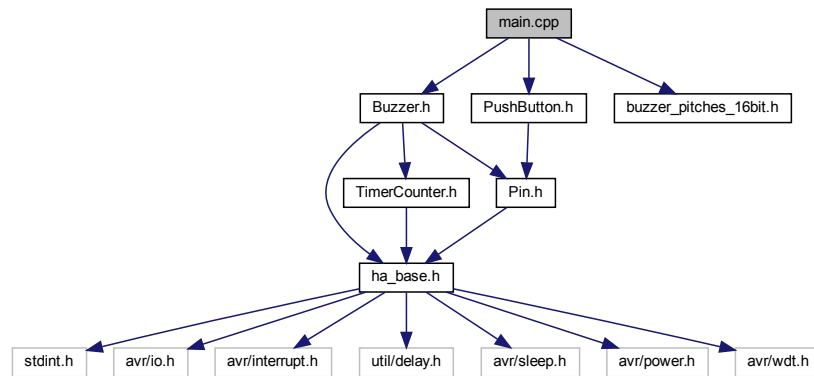 main.cpp
Buzzer.h
PushButton.h
buzzer_pitches_16bit.h
TimerCounter.h
Pin.h
ha_base.h
stdint.h
avr/io.h
avr/interrupt.h
util/delay.h
avr/sleep.h
avr/power.h
avr/wdt.h